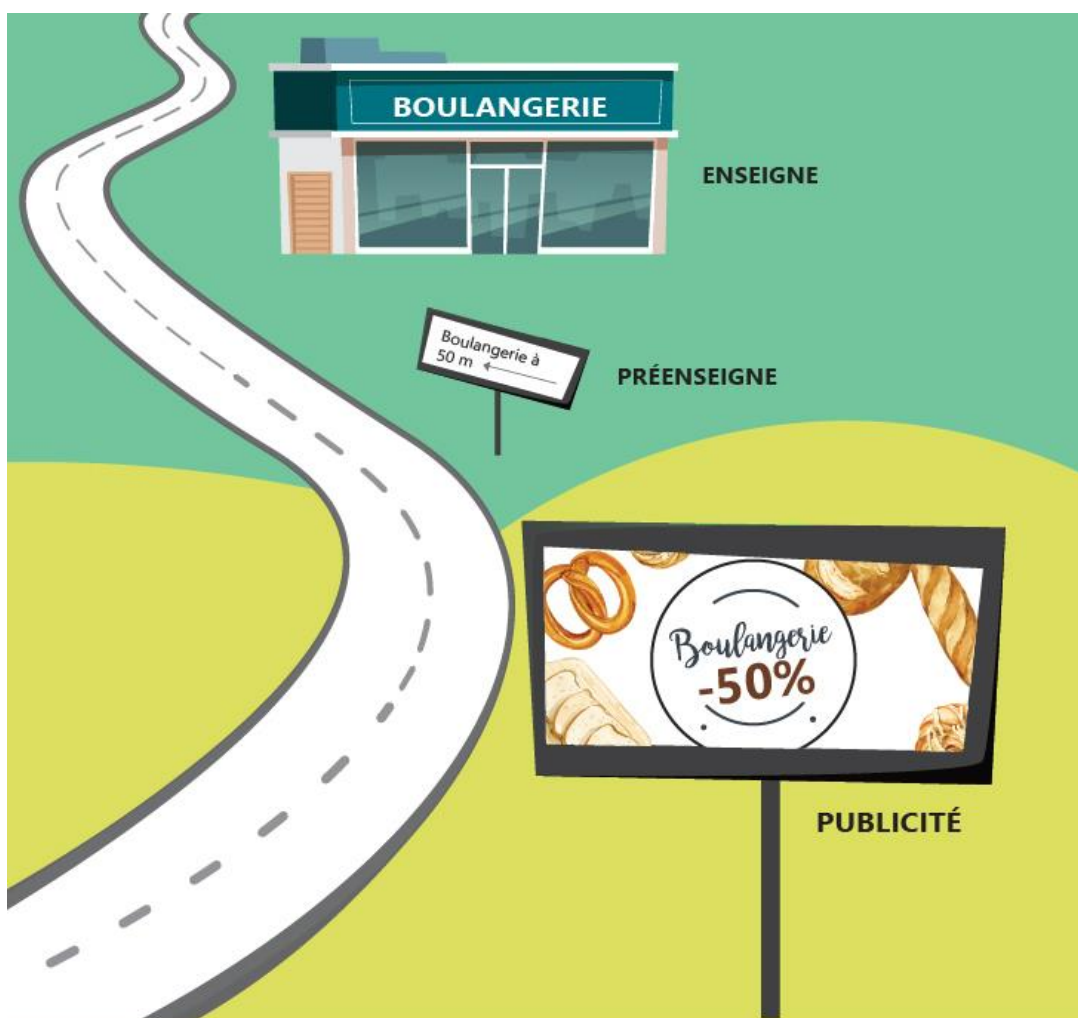 BOULANGERIE
ENSEIGNE
Boulangerie à
50 m
PRÉENSEIGNE
Boulangerie
-50%
PUBLICITÉ